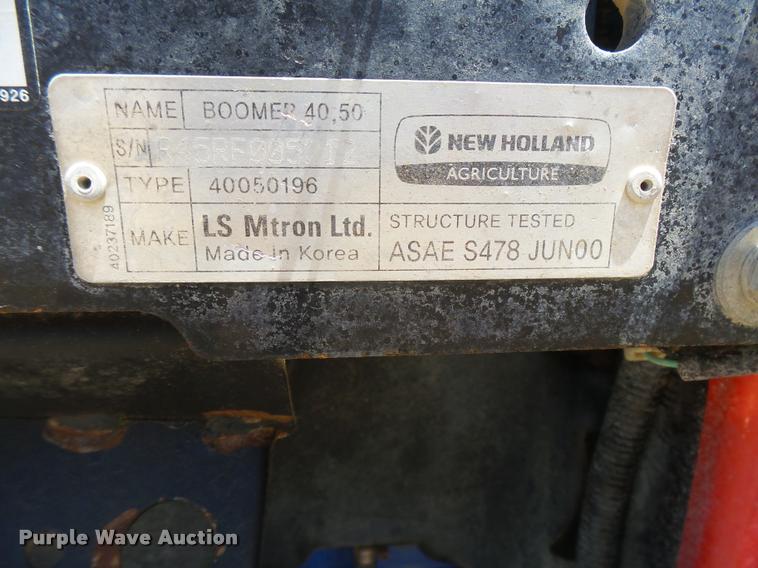 926
NAME BOOMER 40,50
S/N
TYPE 40050196
MAKE LS Mtron Ltd.
Made in Korea
40237189
NEW HOLLAND
AGRICULTURE
STRUCTURE TESTED
ASAE S478 JUN00
Purple Wave Auction